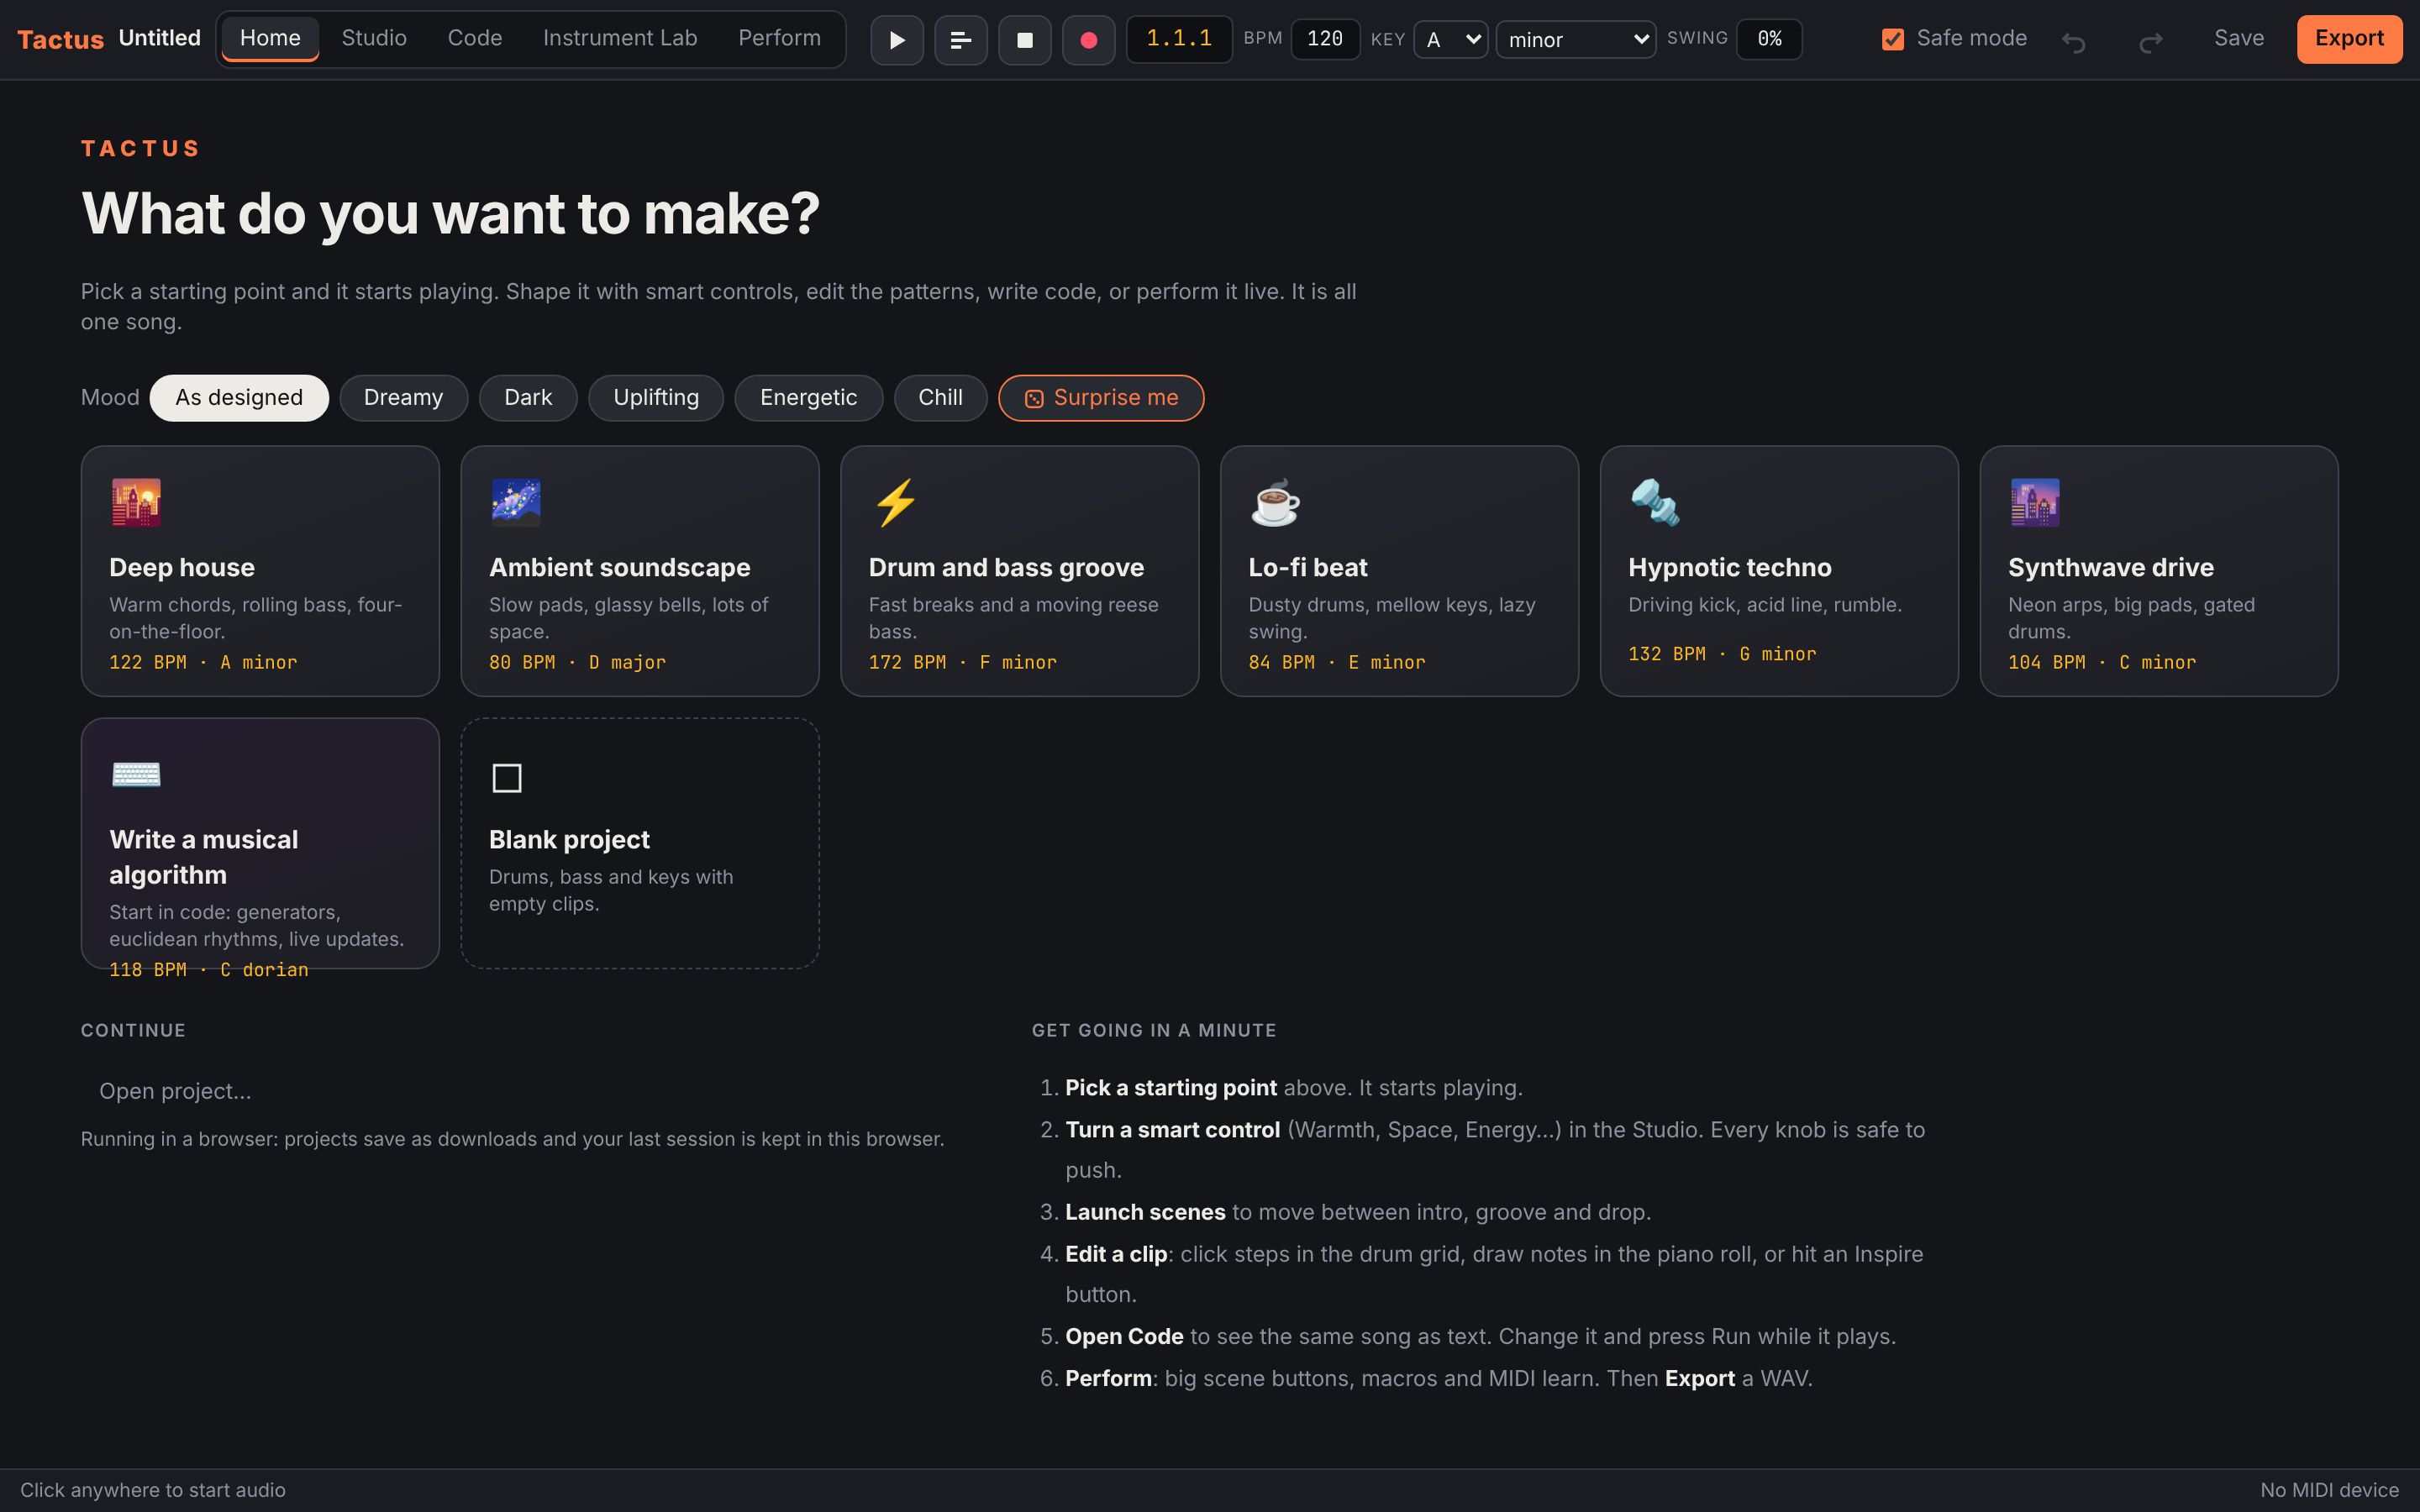 Tactus Untitled Home Studio Code Instrument Lab Perform 1.1.1 BPM 120 KEY A minor SWING 0% Safe mode Save Export
TACTUS
What do you want to make?
Pick a starting point and it starts playing. Shape it with smart controls, edit the patterns, write code, or perform it live. It is all
one song.
Mood As designed Dreamy Dark Uplifting Energetic Chill Surprise me
Deep house
Warm chords, rolling bass, four-
on-the-floor.
122 BPM · A minor
Ambient soundscape
Slow pads, glassy bells, lots of
space.
80 BPM · D major
Drum and bass groove
Fast breaks and a moving reese
bass.
172 BPM · F minor
Lo-fi beat
Dusty drums, mellow keys, lazy
swing.
84 BPM · E minor
Hypnotic techno
Driving kick, acid line, rumble.
132 BPM · G minor
Synthwave drive
Neon arps, big pads, gated
drums.
104 BPM · C minor
Write a musical
algorithm
Start in code: generators,
euclidean rhythms, live updates.
118 BPM · C dorian
Blank project
Drums, bass and keys with
empty clips.
CONTINUE
Open project...
Running in a browser: projects save as downloads and your last session is kept in this browser.
GET GOING IN A MINUTE
1. Pick a starting point above. It starts playing.
2. Turn a smart control (Warmth, Space, Energy...) in the Studio. Every knob is safe to
push.
3. Launch scenes to move between intro, groove and drop.
4. Edit a clip: click steps in the drum grid, draw notes in the piano roll, or hit an Inspire
button.
5. Open Code to see the same song as text. Change it and press Run while it plays.
6. Perform: big scene buttons, macros and MIDI learn. Then Export a WAV.
Click anywhere to start audio
No MIDI device